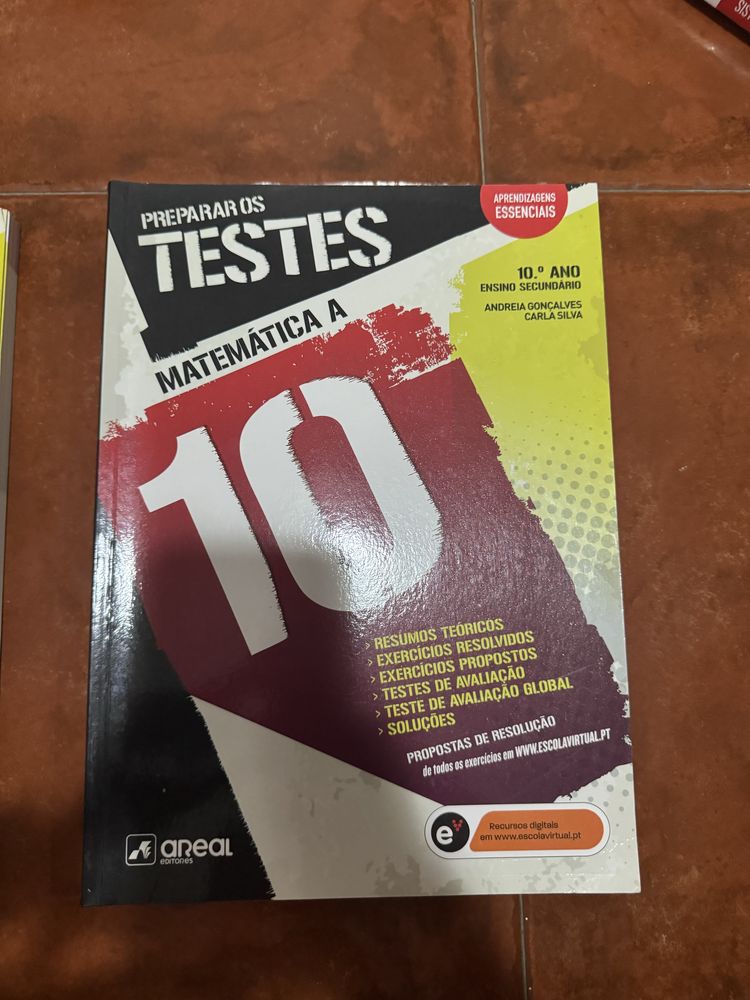 SIS
PREPARAR OS
TESTES
MATEMÁTICA A
APRENDIZAGENS
ESSENCIAIS
10.º ANO
ENSINO SECUNDÁRIO
ANDREIA GONÇALVES
CARLA SILVA
10
> RESUMOS TEÓRICOS
> EXERCÍCIOS RESOLVIDOS
> EXERCÍCIOS PROPOSTOS
> TESTES DE AVALIAÇÃO
> TESTE DE AVALIAÇÃO GLOBAL
> SOLUÇÕES
PROPOSTAS DE RESOLUÇÃO
de todos os exercícios em WWW.ESCOLAVIRTUAL.PT
e
Recursos digitais
em www.escolavirtual.pt
areal
EDITORES